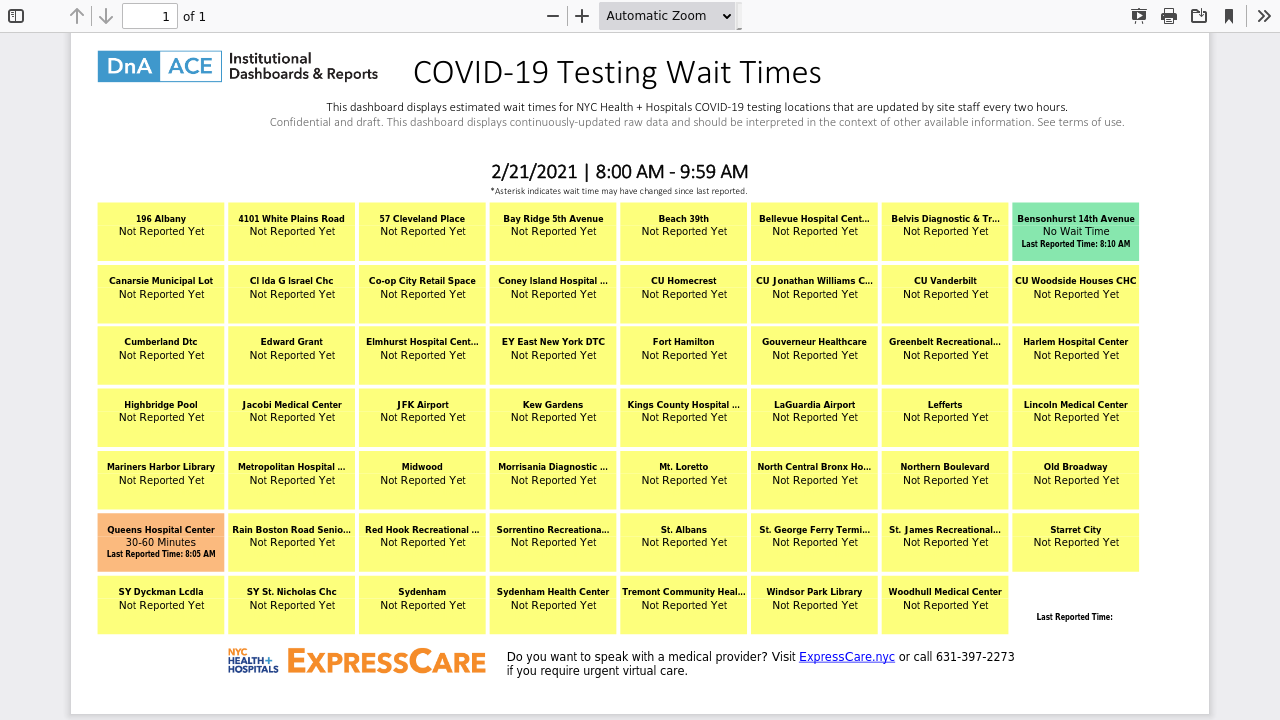 1 of 1 Automatic Zoom
DnA ACE Institutional
Dashboards & Reports
COVID-19 Testing Wait Times
This dashboard displays estimated wait times for NYC Health + Hospitals COVID-19 testing locations that are updated by site staff every two hours.
Confidential and draft. This dashboard displays continuously-updated raw data and should be interpreted in the context of other available information. See terms of use.
2/21/2021 | 8:00 AM - 9:59 AM
*Asterisk indicates wait time may have changed since last reported.
196 Albany
Not Reported Yet
4101 White Plains Road
Not Reported Yet
57 Cleveland Place
Not Reported Yet
Bay Ridge 5th Avenue
Not Reported Yet
Beach 39th
Not Reported Yet
Bellevue Hospital Cent...
Not Reported Yet
Belvis Diagnostic & Tr...
Not Reported Yet
Bensonhurst 14th Avenue
No Wait Time
Last Reported Time: 8:10 AM
Canarsie Municipal Lot
Not Reported Yet
CI Ida G Israel Chc
Not Reported Yet
Co-op City Retail Space
Not Reported Yet
Coney Island Hospital ...
Not Reported Yet
CU Homecrest
Not Reported Yet
CU Jonathan Williams C...
Not Reported Yet
CU Vanderbilt
Not Reported Yet
CU Woodside Houses CHC
Not Reported Yet
Cumberland Dtc
Not Reported Yet
Edward Grant
Not Reported Yet
Elmhurst Hospital Cent...
Not Reported Yet
EY East New York DTC
Not Reported Yet
Fort Hamilton
Not Reported Yet
Gouverneur Healthcare
Not Reported Yet
Greenbelt Recreational...
Not Reported Yet
Harlem Hospital Center
Not Reported Yet
Highbridge Pool
Not Reported Yet
Jacobi Medical Center
Not Reported Yet
JFK Airport
Not Reported Yet
Kew Gardens
Not Reported Yet
Kings County Hospital ...
Not Reported Yet
LaGuardia Airport
Not Reported Yet
Lefferts
Not Reported Yet
Lincoln Medical Center
Not Reported Yet
Mariners Harbor Library
Not Reported Yet
Metropolitan Hospital ...
Not Reported Yet
Midwood
Not Reported Yet
Morrisania Diagnostic ...
Not Reported Yet
Mt. Loretto
Not Reported Yet
North Central Bronx Ho...
Not Reported Yet
Northern Boulevard
Not Reported Yet
Old Broadway
Not Reported Yet
Queens Hospital Center
30-60 Minutes
Last Reported Time: 8:05 AM
Rain Boston Road Senio...
Not Reported Yet
Red Hook Recreational ...
Not Reported Yet
Sorrentino Recreationa...
Not Reported Yet
St. Albans
Not Reported Yet
St. George Ferry Termi...
Not Reported Yet
St. James Recreational...
Not Reported Yet
Starret City
Not Reported Yet
SY Dyckman Lcdla
Not Reported Yet
SY St. Nicholas Chc
Not Reported Yet
Sydenham
Not Reported Yet
Sydenham Health Center
Not Reported Yet
Tremont Community Heal...
Not Reported Yet
Windsor Park Library
Not Reported Yet
Woodhull Medical Center
Not Reported Yet
Last Reported Time:
NYC
HEALTH+
HOSPITALS
EXPRESSCARE
Do you want to speak with a medical provider? Visit ExpressCare.nyc or call 631-397-2273
if you require urgent virtual care.